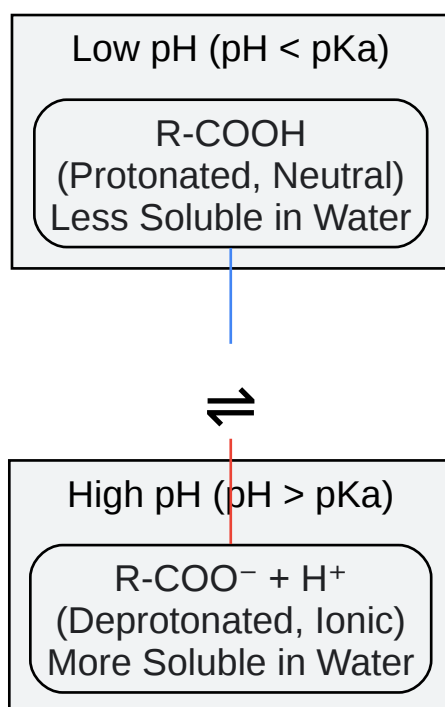 Low pH (pH < pKa)
R-COOH
(Protonated, Neutral)
Less Soluble in Water
⇌
High pH (pH > pKa)
R-COO⁻ + H⁺
(Deprotonated, Ionic)
More Soluble in Water